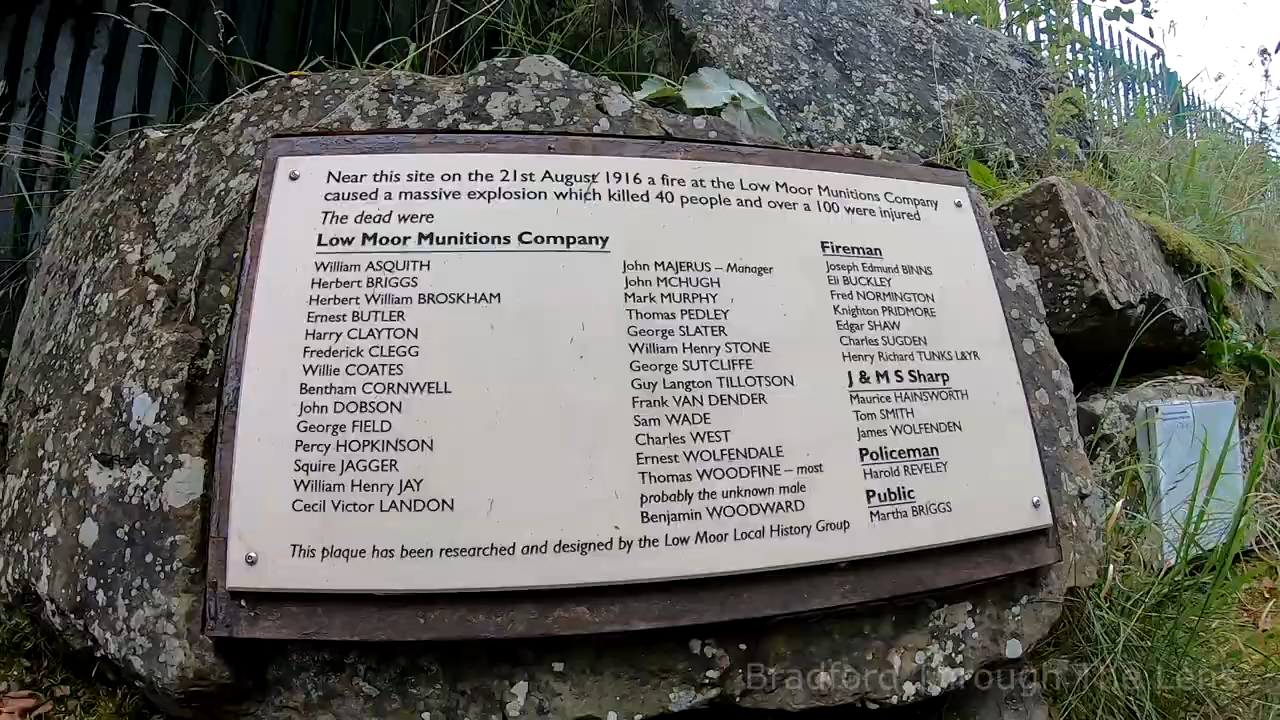 Near this site on the 21st August 1916 a fire at the Low Moor Munitions Company
caused a massive explosion which killed 40 people and over a 100 were injured
The dead were
Low Moor Munitions Company
William ASQUITH
Herbert BRIGGS
Herbert William BROSKHAM
Ernest BUTLER
Harry CLAYTON
Frederick CLEGG
Willie COATES
Bentham CORNWELL
John DOBSON
George FIELD
Percy HOPKINSON
Squire JAGGER
William Henry JAY
Cecil Victor LANDON
John MAJERUS – Manager
John MCHUGH
Mark MURPHY
Thomas PEDLEY
George SLATER
William Henry STONE
George SUTCLIFFE
Guy Langton TILLOTSON
Frank VAN DENDER
Sam WADE
Charles WEST
Ernest WOLFENDALE
Thomas WOODFINE – most
probably the unknown male
Benjamin WOODWARD
Fireman
Joseph Edmund BINNS
Eli BUCKLEY
Fred NORMINGTON
Knighton PRIDMORE
Edgar SHAW
Charles SUGDEN
Henry Richard TUNKS L&YR
J & M S Sharp
Maurice HAINSWORTH
Tom SMITH
James WOLFENDEN
Policeman
Harold REVELEY
Public
Martha BRIGGS
This plaque has been researched and designed by the Low Moor Local History Group
Bradford Through The Lens